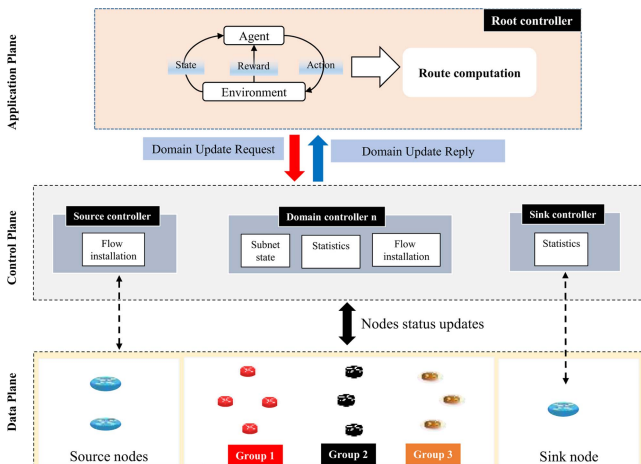 Application Plane
Root controller
Agent
State
Reward
Action
Environment
Route computation
Domain Update Request
Domain Update Reply
Control Plane
Source controller
Flow
installation
Domain controller n
Subnet
state
Statistics
Flow
installation
Sink controller
Statistics
Nodes status updates
Data Plane
Source nodes
Group 1
Group 2
Group 3
Sink node